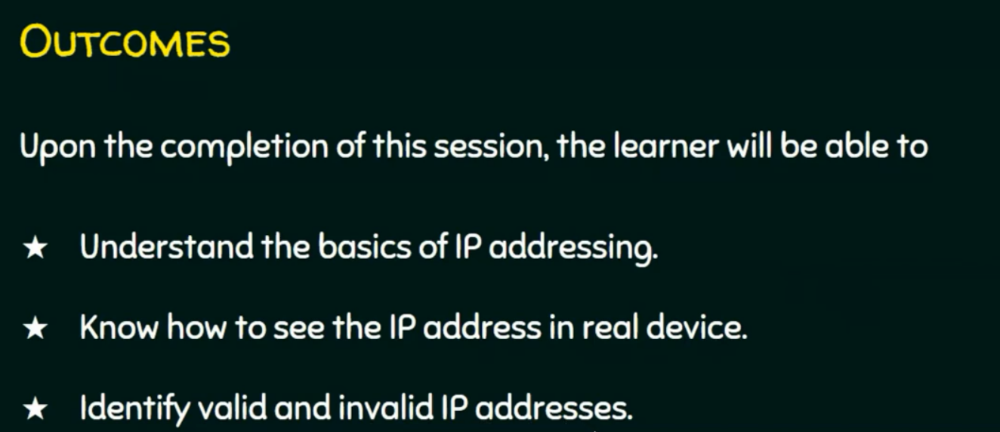 OUTCOMES
Upon the completion of this session, the learner will be able to
★ Understand the basics of IP addressing.
★ Know how to see the IP address in real device.
★ Identify valid and invalid IP addresses.